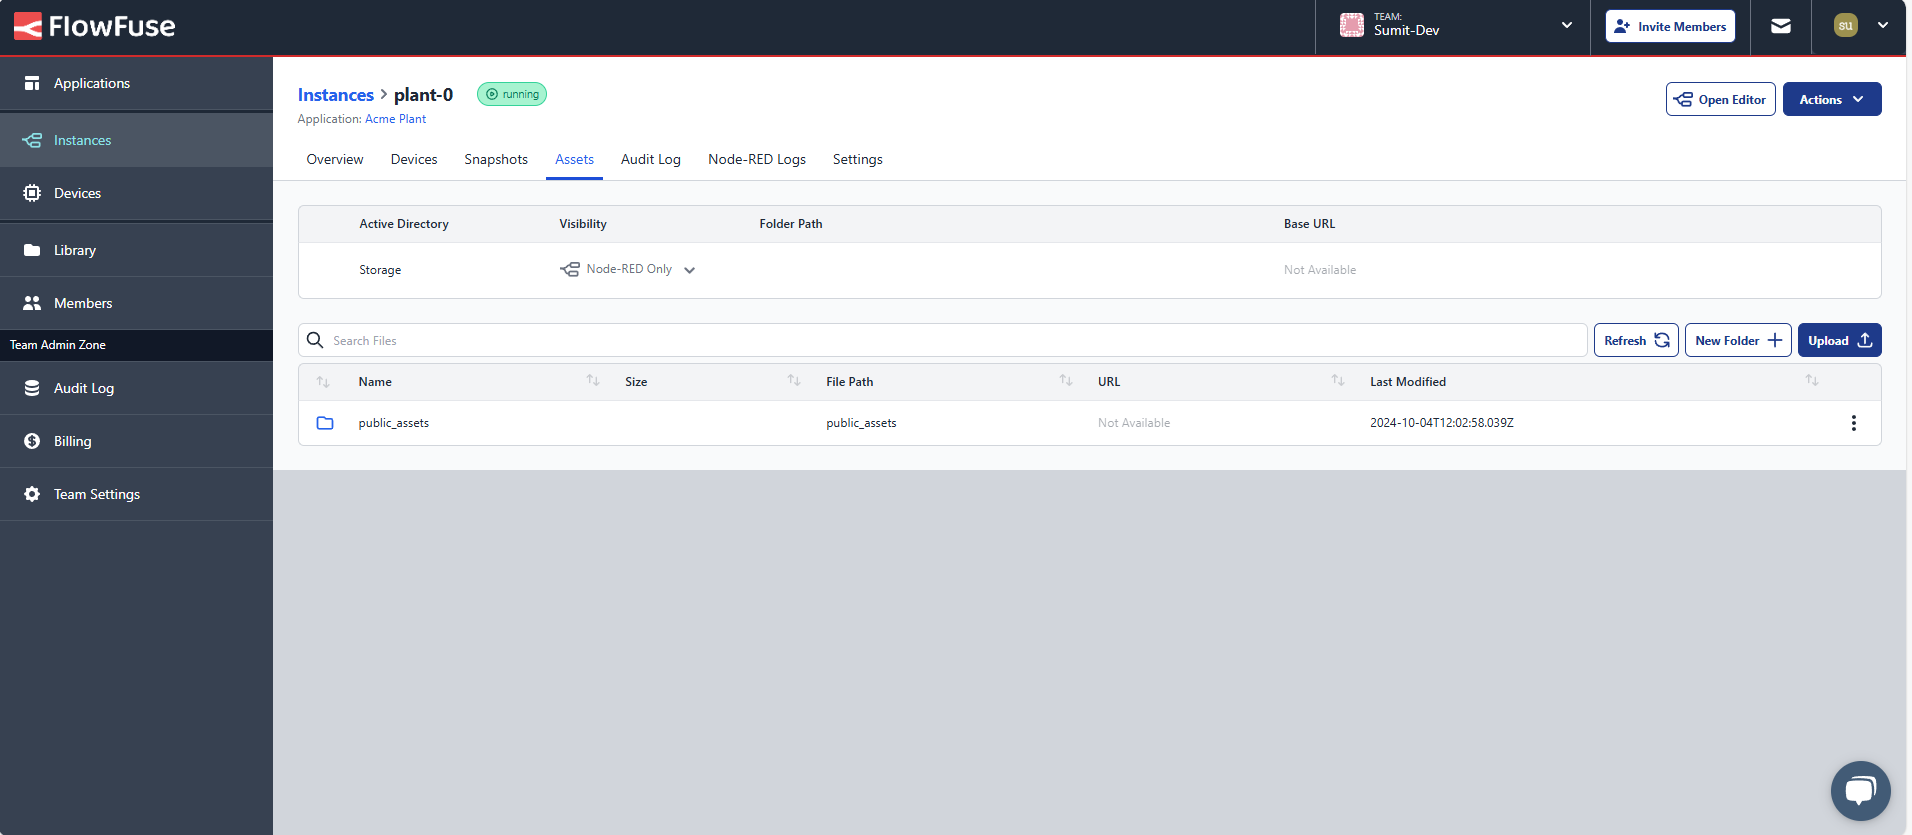 FlowFuse
TEAM:
Sumit-Dev
Invite Members
su
Applications
Instances
Devices
Library
Members
Team Admin Zone
Audit Log
Billing
Team Settings
Instances > plant-0
running
Application: Acme Plant
Open Editor
Actions
Overview Devices Snapshots Assets Audit Log Node-RED Logs Settings
Active Directory Visibility Folder Path Base URL
Storage Node-RED Only Not Available
Search Files
Refresh
New Folder
Upload
Name Size File Path URL Last Modified
public_assets public_assets Not Available 2024-10-04T12:02:58.039Z